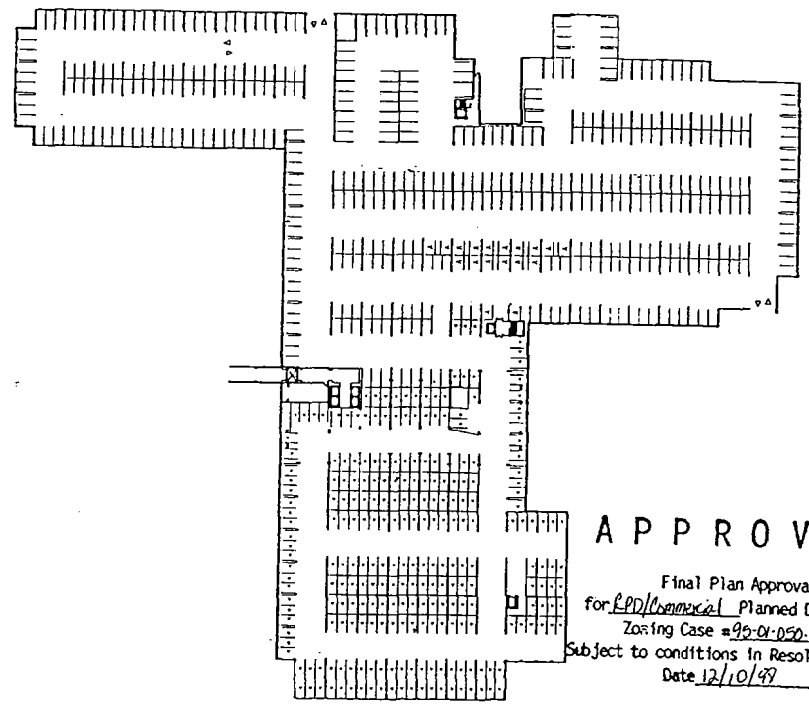 A P P R O V
Final Plan Approva
for RPD/Commercial Planned D
Zoning Case #95-01-050.
Subject to conditions in Resol
Date 12/10/99